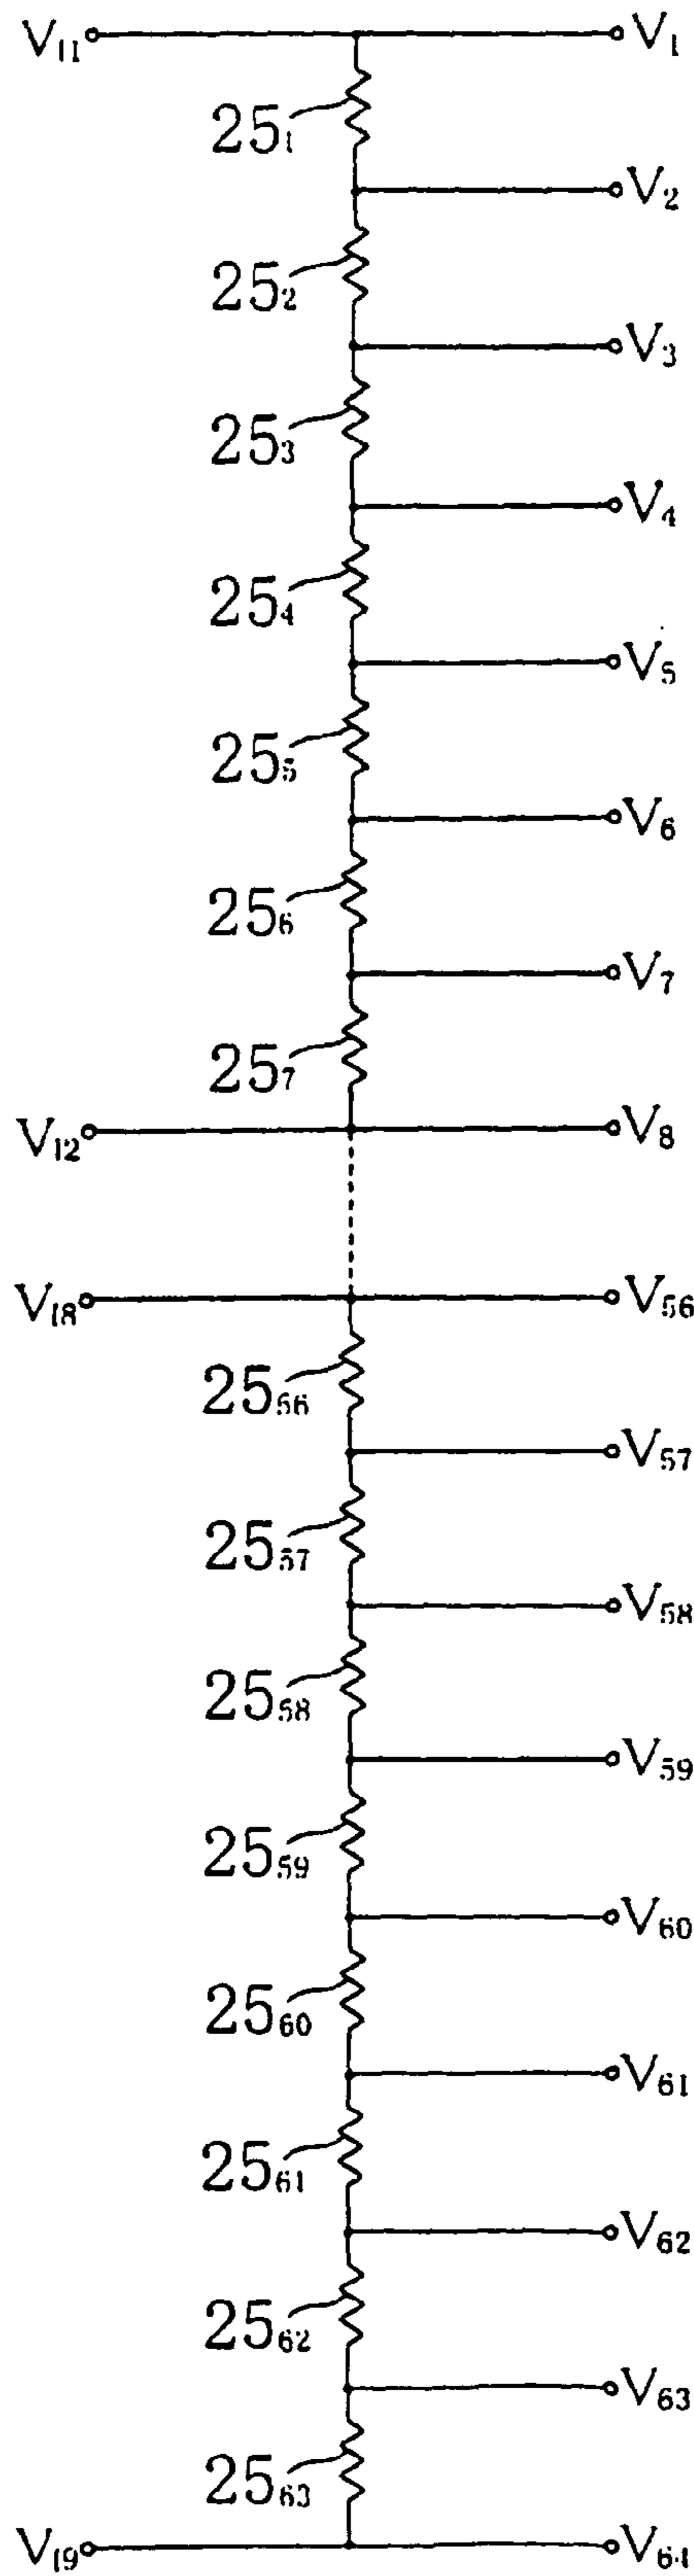 V₁₁ V₁
25₁
V₂
25₂
V₃
25₃
V₄
25₄
V₅
25₅
V₆
25₆
V₇
25₇
V₁₂ V₈
V₁₈ V₅₆
25₅₆
V₅₇
25₅₇
V₅₈
25₅₈
V₅₉
25₅₉
V₆₀
25₆₀
V₆₁
25₆₁
V₆₂
25₆₂
V₆₃
25₆₃
V₁₉ V₆₄